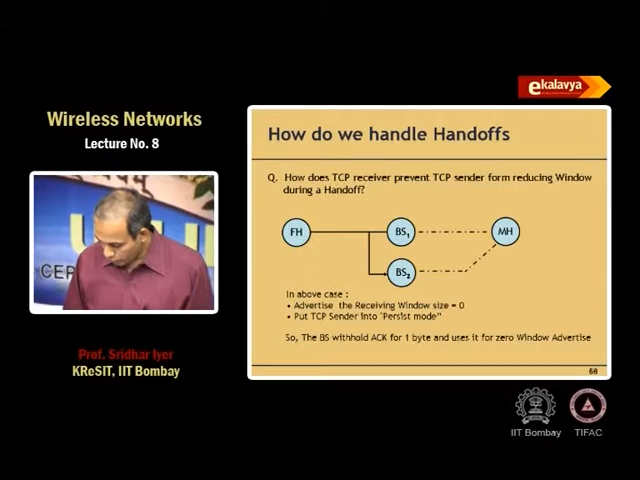 ekalavya
Wireless Networks
Lecture No. 8
How do we handle Handoffs
Q. How does TCP receiver prevent TCP sender form reducing Window
during a Handoff?
FH
BS1
MH
BS2
CEP
In above case :
• Advertise the Receiving Window size = 0
• Put TCP Sender into "Persist mode"
So, The BS withhold ACK for 1 byte and uses it for zero Window Advertise
Prof. Sridhar Iyer
KReSIT, IIT Bombay
68
IIT Bombay
TIFAC